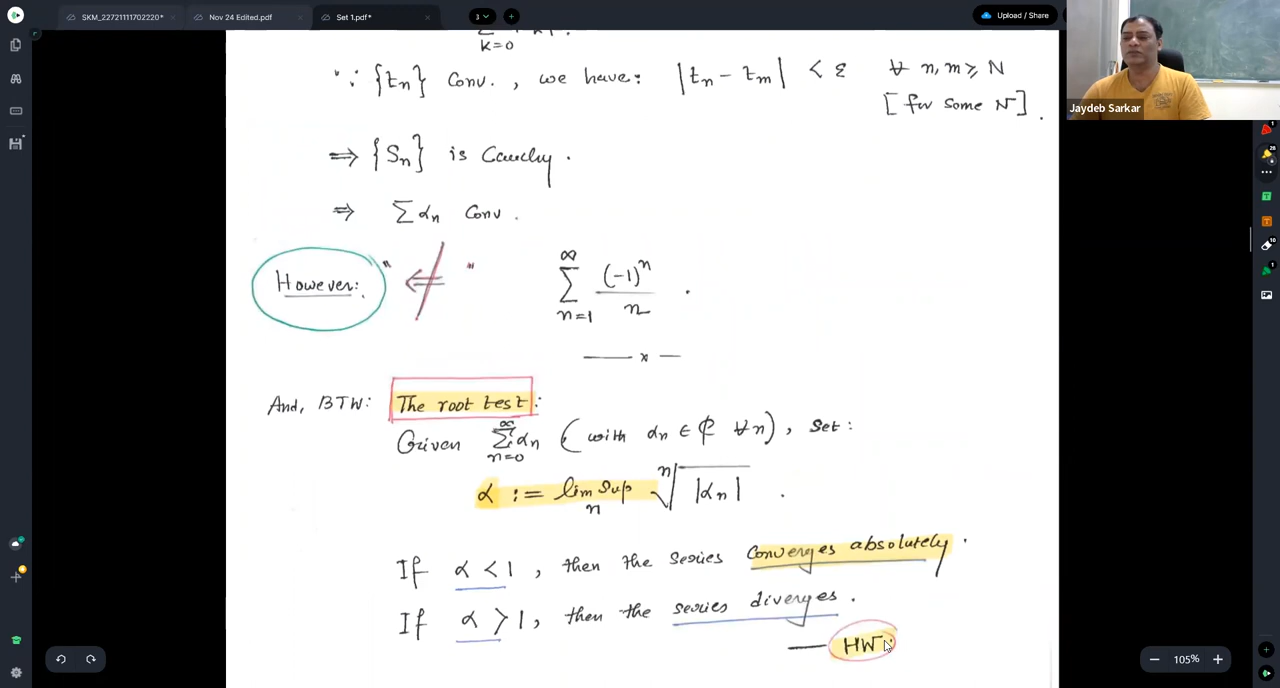 SKM_22721111702220* Nov 24 Edited.pdf Set 1.pdf* 3 Upload / Share
k=0
∵ {tn} Conv., we have: |tn - tm| < ε ∀ n, m ≥ N
[for some N].
Jaydeb Sarkar
⇒ {Sn} is Cauchy.
⇒ Σ αn Conv.
However: " ⇍ " ∞ Σ n=1 (-1)^n / n .
— x —
And, BTW: The root test:
Given ∞ Σ n=0 αn (with αn ∈ ℂ ∀n), Set:
α := lim sup n ⁿ√|αn| .
If α < 1, then the series Converges absolutely.
If α > 1, then the series diverges.
— HW.
105%